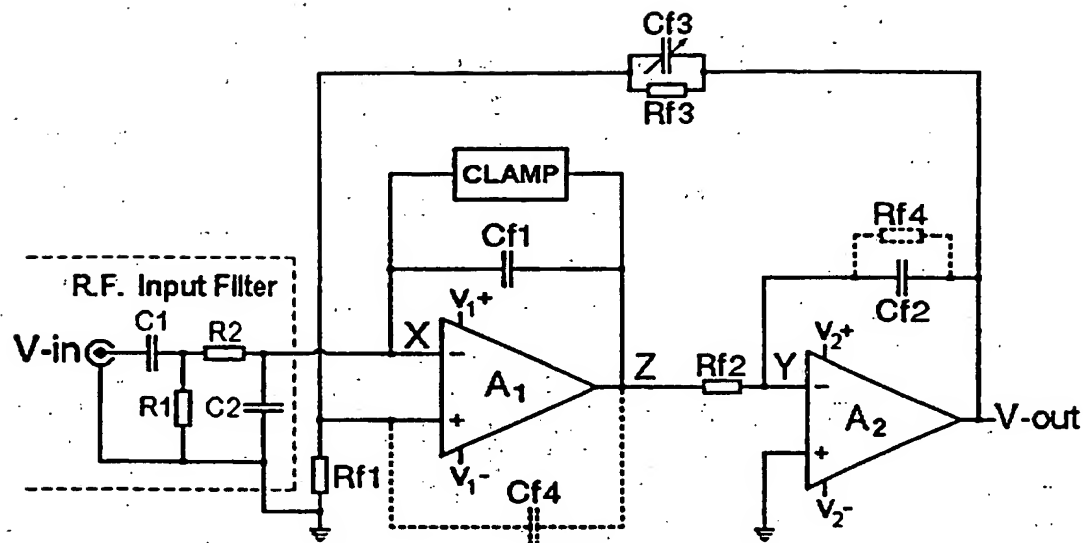 Cf3
Rf3
CLAMP
Cf1
Rf4
Cf2
R.F. Input Filter
C1
R2
V-in
R1
C2
X
V1+
A1
V1-
Z
Rf2
Y
V2+
A2
V2-
V-out
Rf1
Cf4